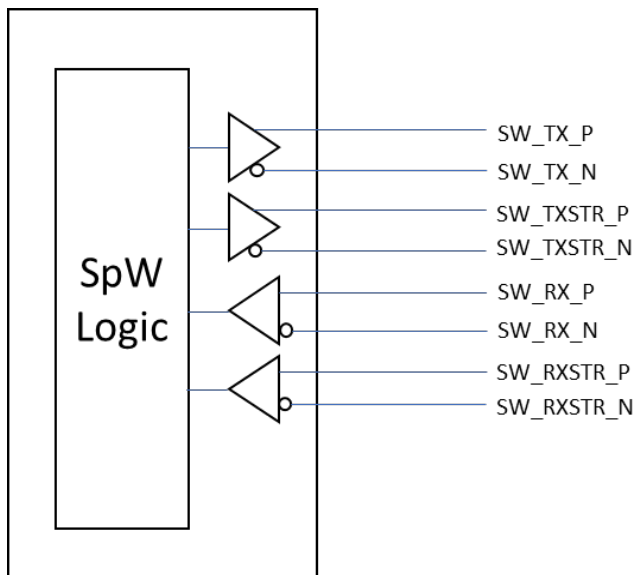 SpW
Logic
SW_TX_P
SW_TX_N
SW_TXSTR_P
SW_TXSTR_N
SW_RX_P
SW_RX_N
SW_RXSTR_P
SW_RXSTR_N